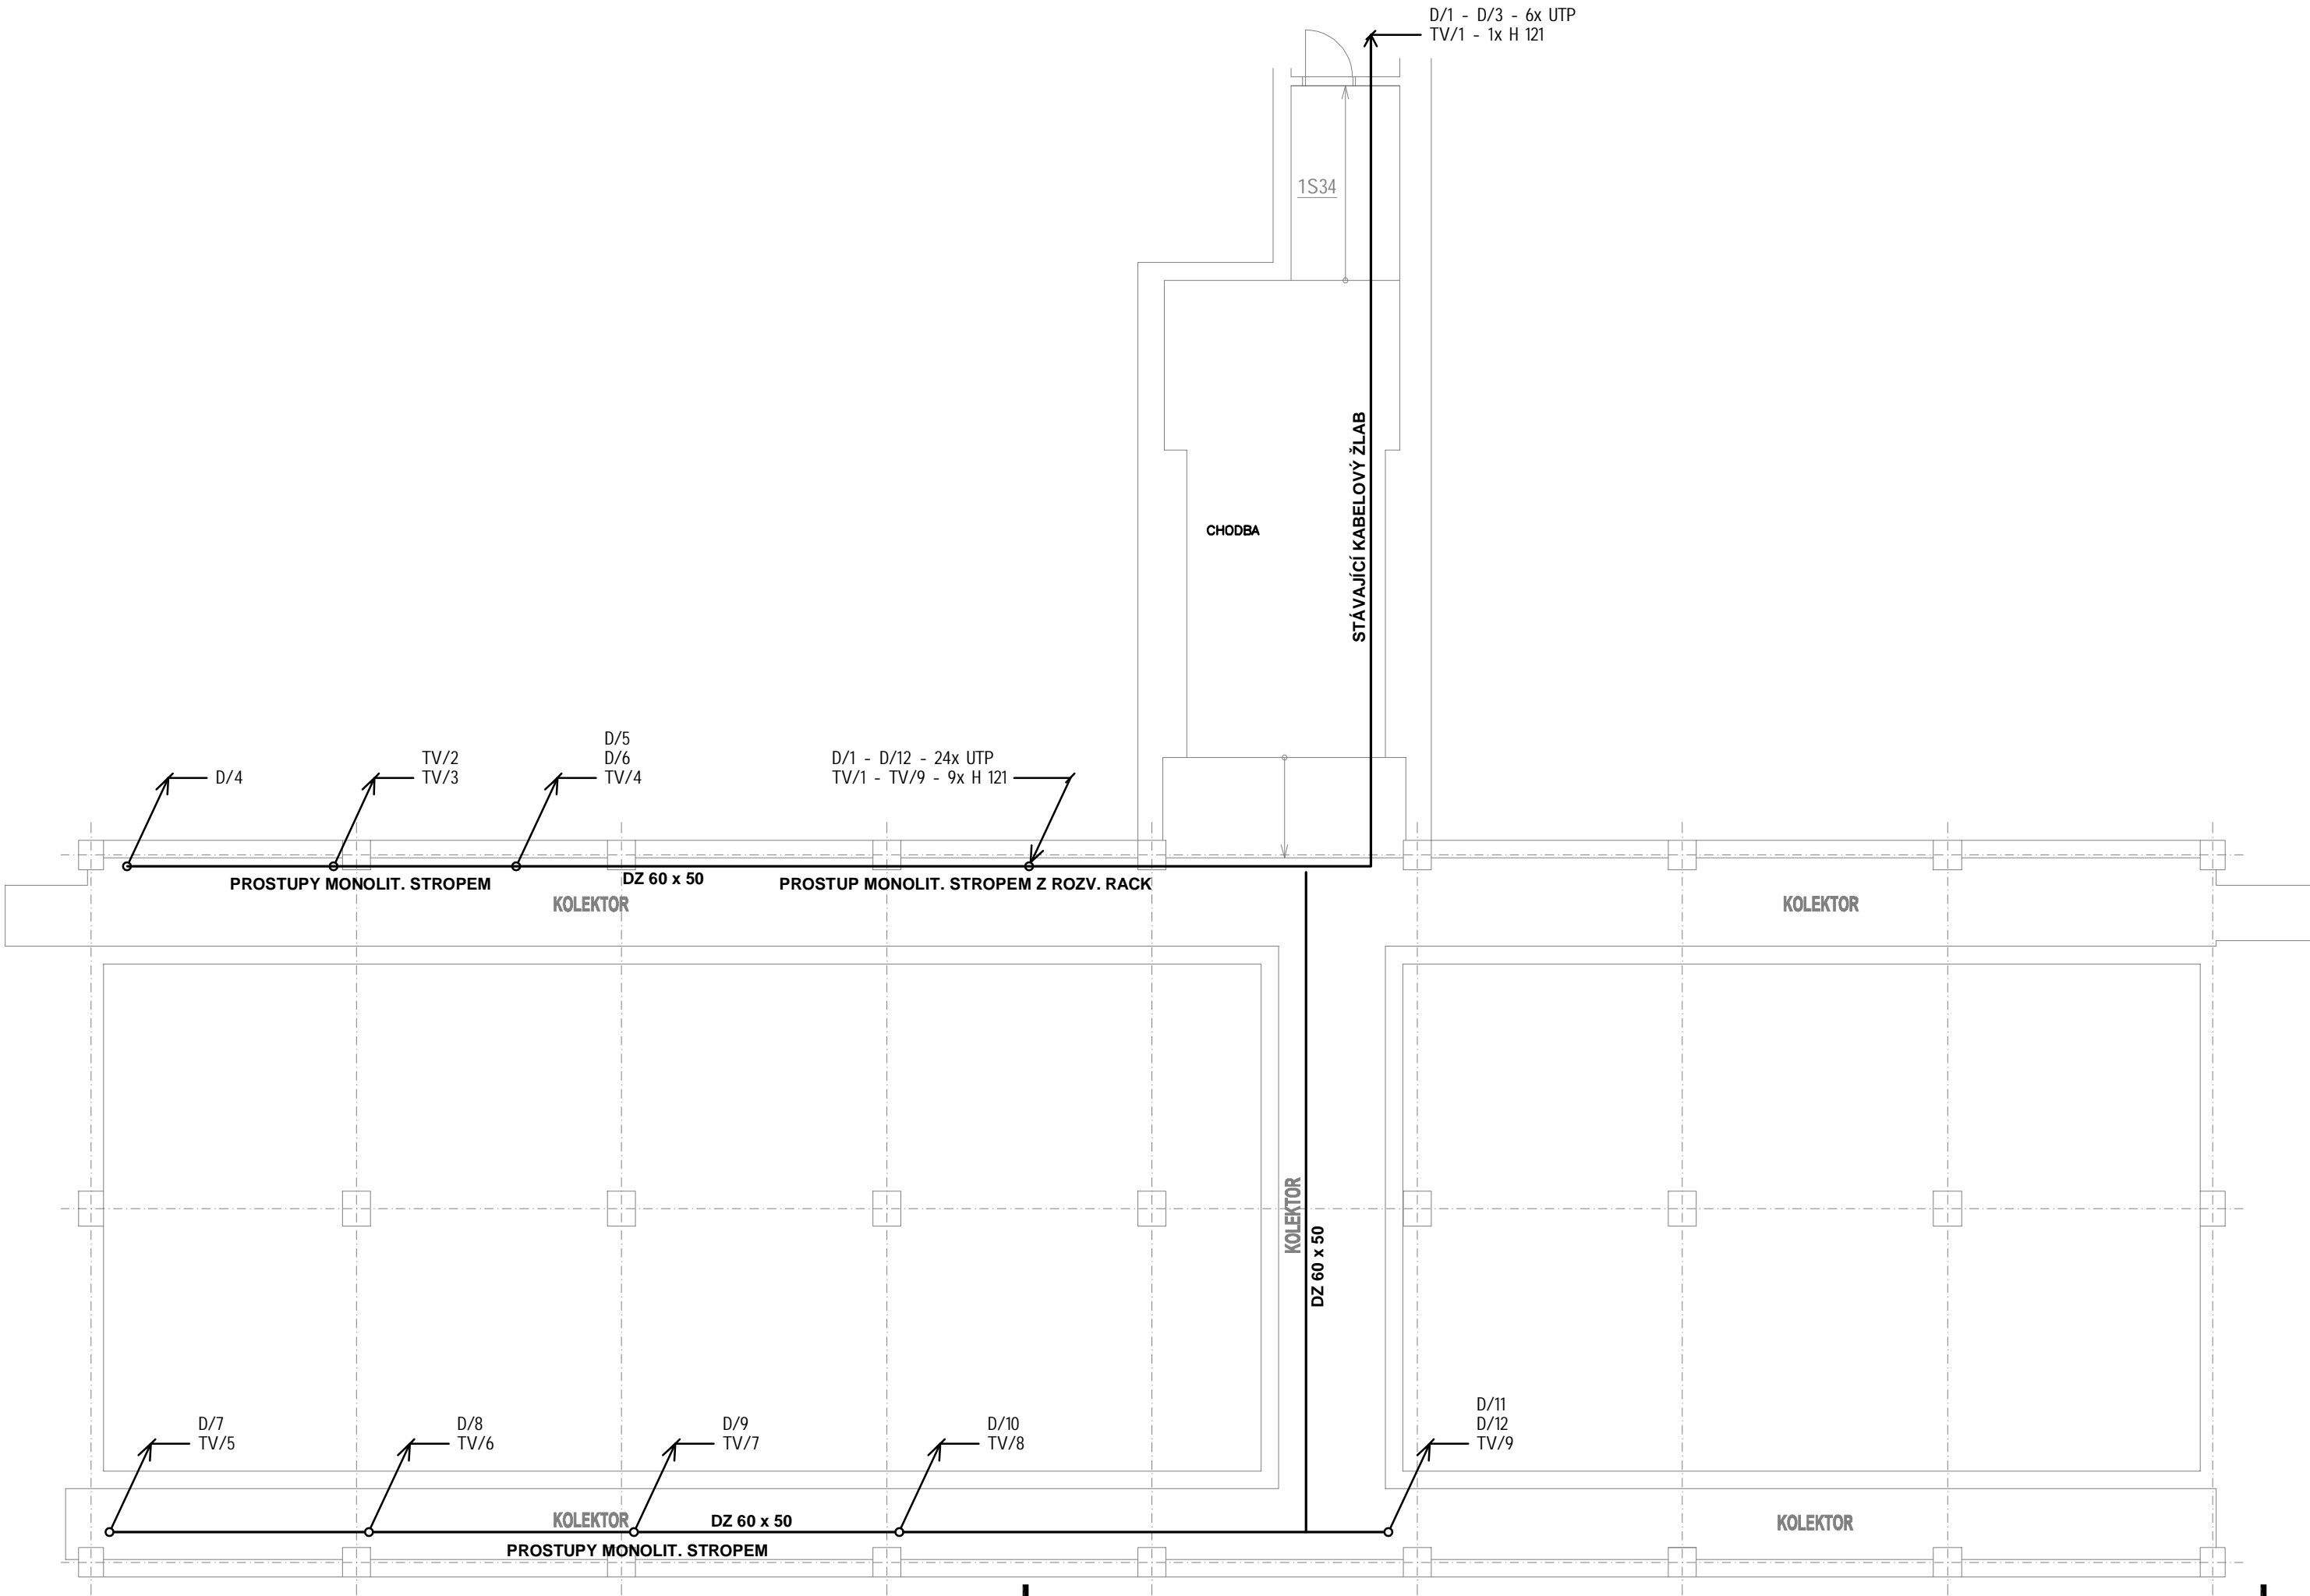 D/1 - D/3 - 6x UTP
TV/1 - 1x H 121
1S34
STÁVAJÍCÍ KABELOVÝ ŽLAB
CHODBA
D/4
TV/2
TV/3
D/5
D/6
TV/4
D/1 - D/12 - 24x UTP
TV/1 - TV/9 - 9x H 121
PROSTUPY MONOLIT. STROPEM
DZ 60 x 50
PROSTUP MONOLIT. STROPEM Z ROZV. RACK
KOLEKTOR
KOLEKTOR
KOLEKTOR
DZ 60 x 50
D/7
TV/5
D/8
TV/6
D/9
TV/7
D/10
TV/8
D/11
D/12
TV/9
KOLEKTOR
DZ 60 x 50
KOLEKTOR
PROSTUPY MONOLIT. STROPEM